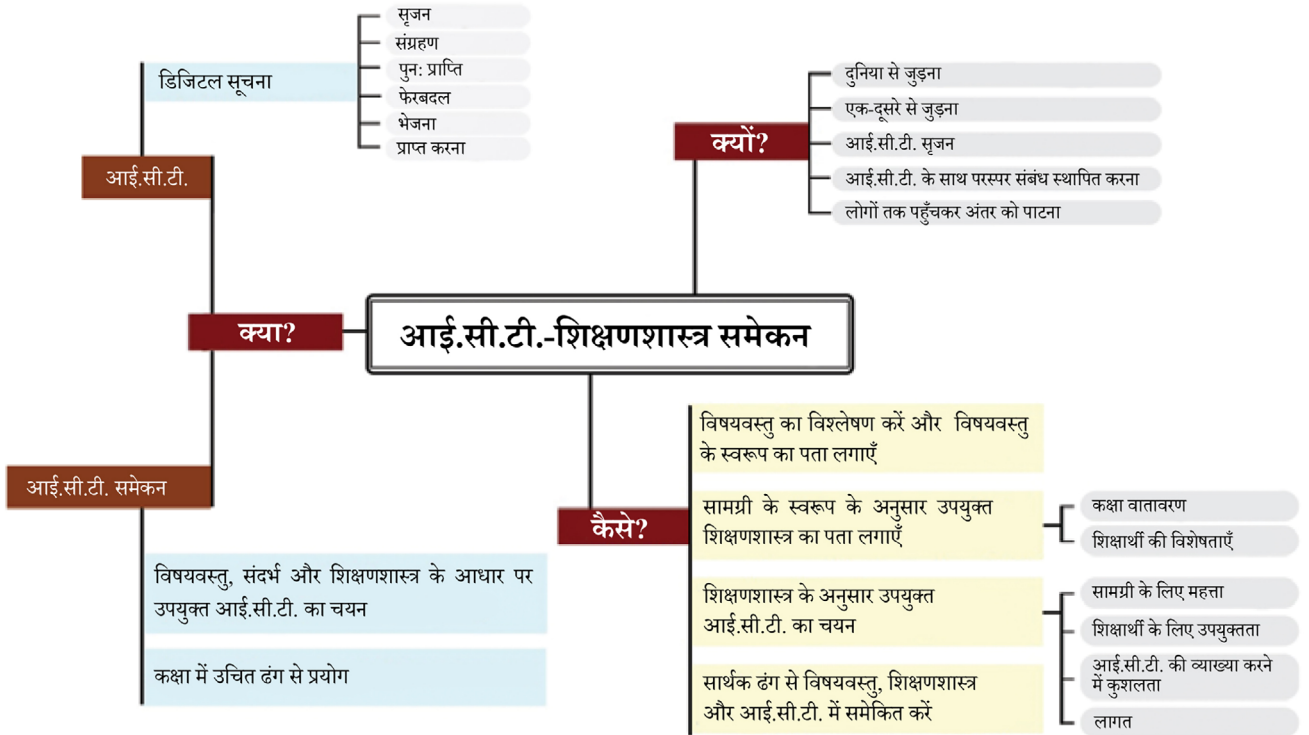 डिजिटल सूचना
सृजन
संग्रहण
पुन: प्राप्ति
फेरबदल
भेजना
प्राप्त करना
आई.सी.टी.
क्यों?
दुनिया से जुड़ना
एक-दूसरे से जुड़ना
आई.सी.टी. सृजन
आई.सी.टी. के साथ परस्पर संबंध स्थापित करना
लोगों तक पहुँचकर अंतर को पाटना
क्या?
आई.सी.टी.-शिक्षणशास्त्र समेकन
आई.सी.टी. समेकन
विषयवस्तु, संदर्भ और शिक्षणशास्त्र के आधार पर
उपयुक्त आई.सी.टी. का चयन
कक्षा में उचित ढंग से प्रयोग
कैसे?
विषयवस्तु का विश्लेषण करें और विषयवस्तु
के स्वरूप का पता लगाएँ
सामग्री के स्वरूप के अनुसार उपयुक्त
शिक्षणशास्त्र का पता लगाएँ
कक्षा वातावरण
शिक्षार्थी की विशेषताएँ
शिक्षणशास्त्र के अनुसार उपयुक्त
आई.सी.टी. का चयन
सामग्री के लिए महत्ता
शिक्षार्थी के लिए उपयुक्तता
आई.सी.टी. की व्याख्या करने
में कुशलता
लागत
सार्थक ढंग से विषयवस्तु, शिक्षणशास्त्र
और आई.सी.टी. में समेकित करें